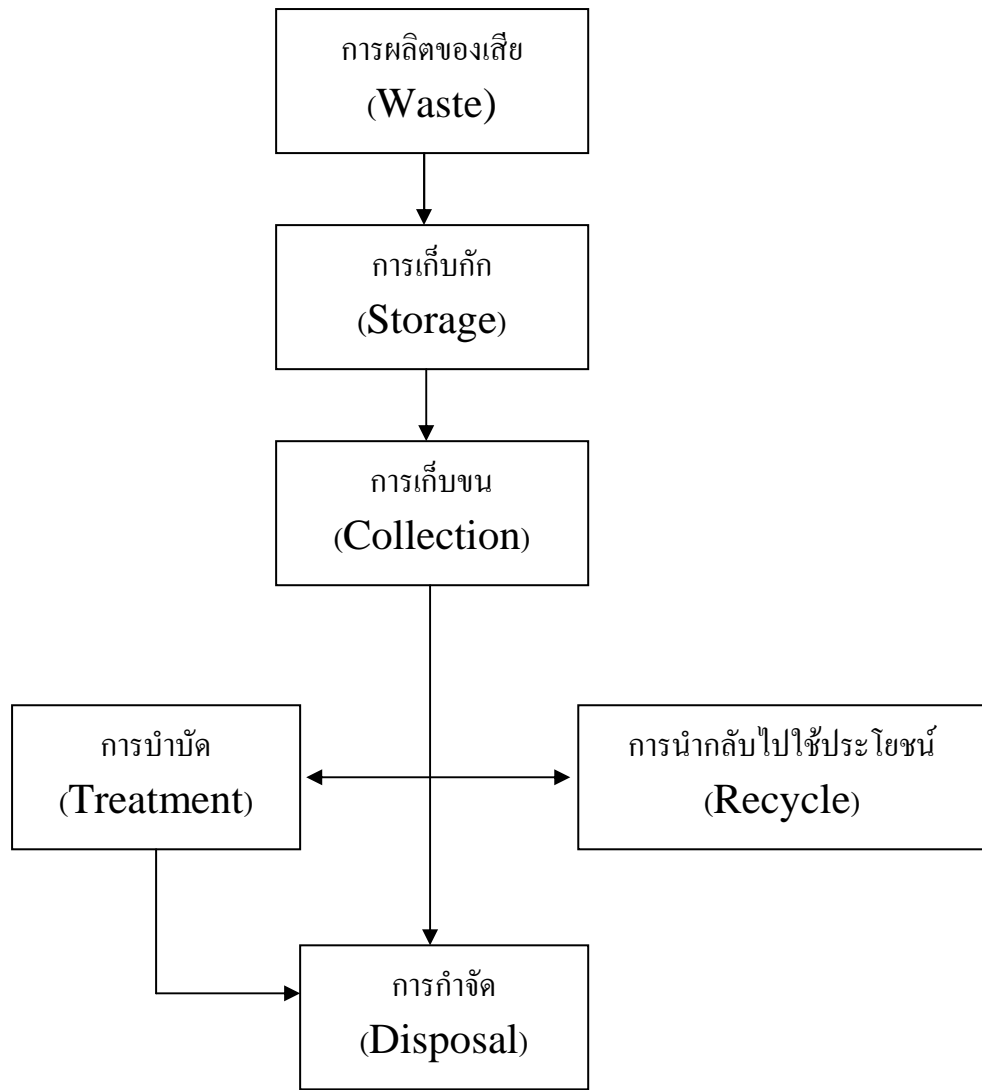 การผลิตของเสีย
(Waste)
การเก็บกัก
(Storage)
การเก็บขน
(Collection)
การบำบัด
(Treatment)
การนำกลับไปใช้ประโยชน์
(Recycle)
การกำจัด
(Disposal)